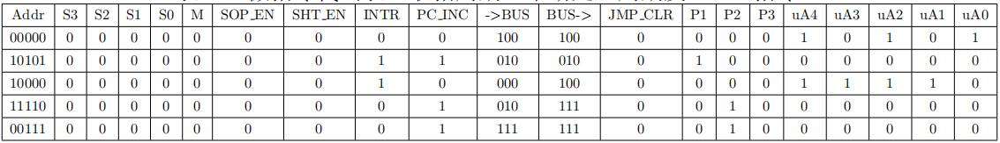 Addr S3 S2 S1 S0 M SOP_EN SHT_EN INTR PC_INC ->BUS BUS-> JMP_CLR P1 P2 P3 uA4 uA3 uA2 uA1 uA0
00000 0 0 0 0 0 0 0 0 0 100 100 0 0 0 0 1 0 1 0 1
10101 0 0 0 0 0 0 0 1 1 010 010 0 1 0 0 0 0 0 0 0
10000 0 0 0 0 0 0 0 1 0 000 100 0 0 0 0 1 1 1 1 0
11110 0 0 0 0 0 0 0 0 1 010 111 0 0 1 0 0 0 0 0 0
00111 0 0 0 0 0 0 0 0 1 111 111 0 0 1 0 0 0 0 0 0